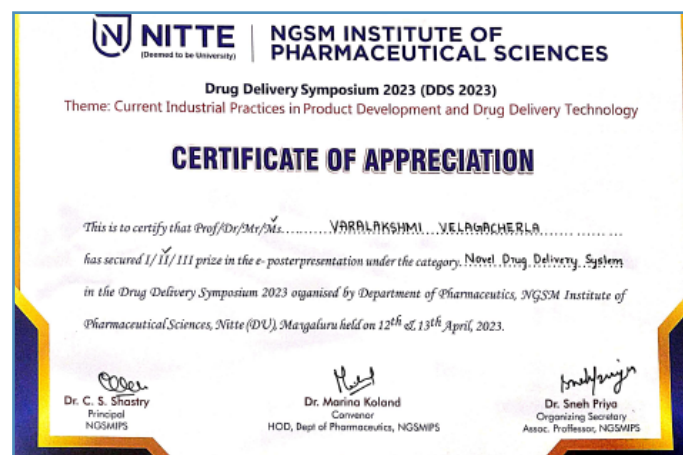 NITTE
(Deemed to be University)
NGSM INSTITUTE OF
PHARMACEUTICAL SCIENCES
Drug Delivery Symposium 2023 (DDS 2023)
Theme: Current Industrial Practices in Product Development and Drug Delivery Technology
CERTIFICATE OF APPRECIATION
This is to certify that Prof/Dr/Mr/Ms. VARALAKSHMI VELAGACHERLA
has secured I/II/III prize in the e-posterpresentation under the category. Novel Drug Delivery System
in the Drug Delivery Symposium 2023 organised by Department of Pharmaceutics, NGSM Institute of
Pharmaceutical Sciences, Nitte (DU), Mangaluru held on 12th & 13th April, 2023.
Dr. C. S. Shastry
Principal
NGSMIPS
Dr. Marina Koland
Convenor
HOD, Dept of Pharmaceutics, NGSMIPS
Dr. Sneh Priya
Organizing Secretary
Assoc. Proffessor, NGSMIPS